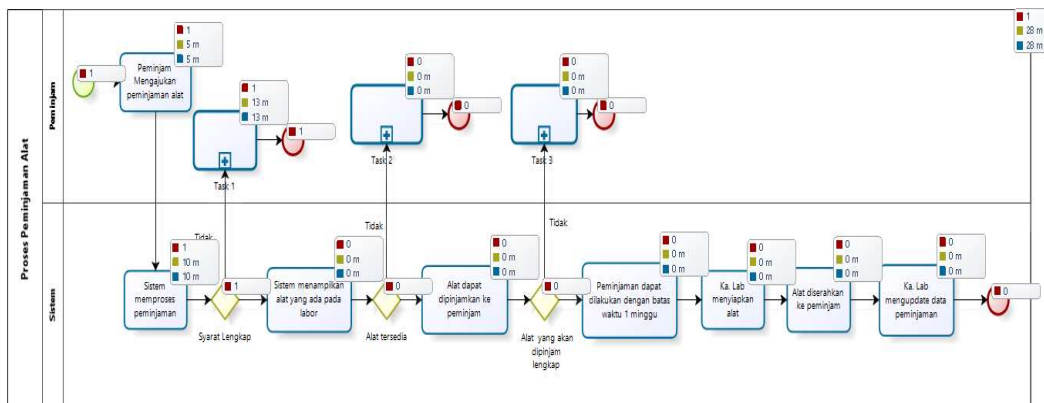 Proses Peminjaman Alat
Peminjam
1
Peminjam
Mengajukan
peminjaman alat
1
5 m
5 m
1
13 m
13 m
1
Task 1
0
0 m
0 m
0
Task 2
0
0 m
0 m
0
Task 3
1
28 m
28 m
Sistem
Sistem
memproses
peminjaman
1
10 m
10 m
Tidak
1
Syarat Lengkap
Sistem menampilkan
alat yang ada pada
labor
0
0 m
0 m
Tidak
0
Alat tersedia
Alat dapat
dipinjamkan ke
peminjam
0
0 m
0 m
Tidak
0
Alat yang akan
dipinjam
lengkap
Peminjaman dapat
dilakukan dengan batas
waktu 1 minggu
0
0 m
0 m
Ka. Lab
menyiapkan
alat
0
0 m
0 m
Alat diserahkan
ke peminjam
0
0 m
0 m
Ka. Lab
mengupdate data
peminjaman
0
0 m
0 m
0